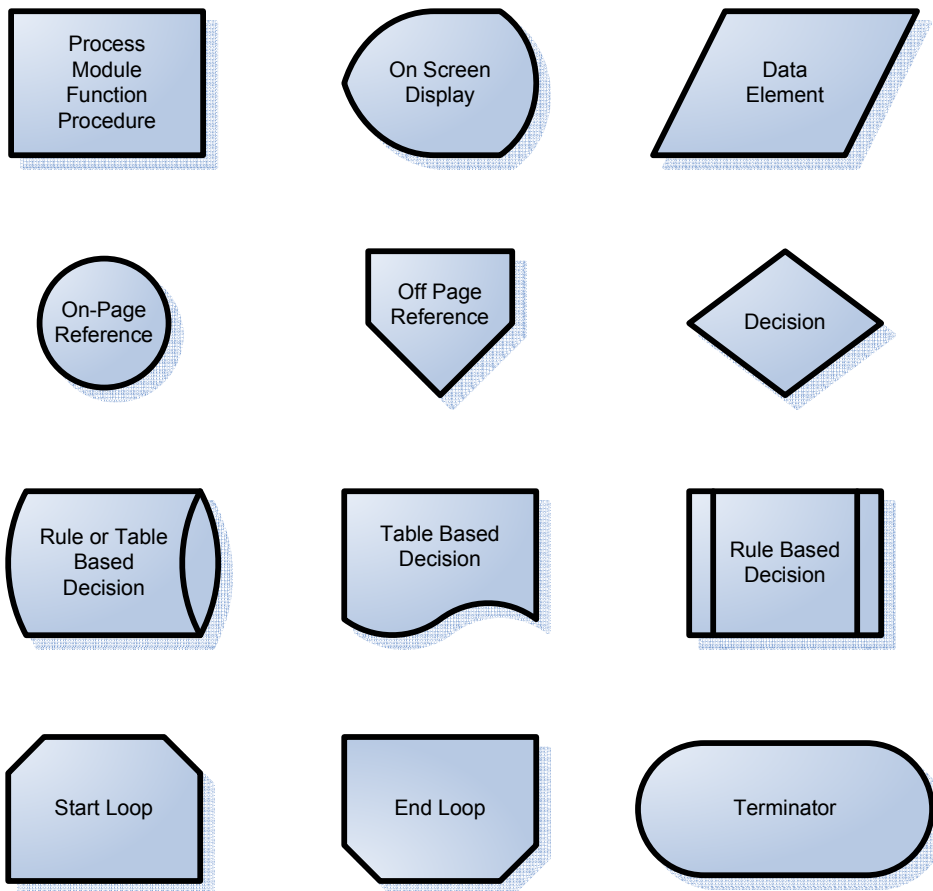 Process
Module
Function
Procedure
On Screen
Display
Data
Element
On-Page
Reference
Off Page
Reference
Decision
Rule or Table
Based
Decision
Table Based
Decision
Rule Based
Decision
Start Loop
End Loop
Terminator